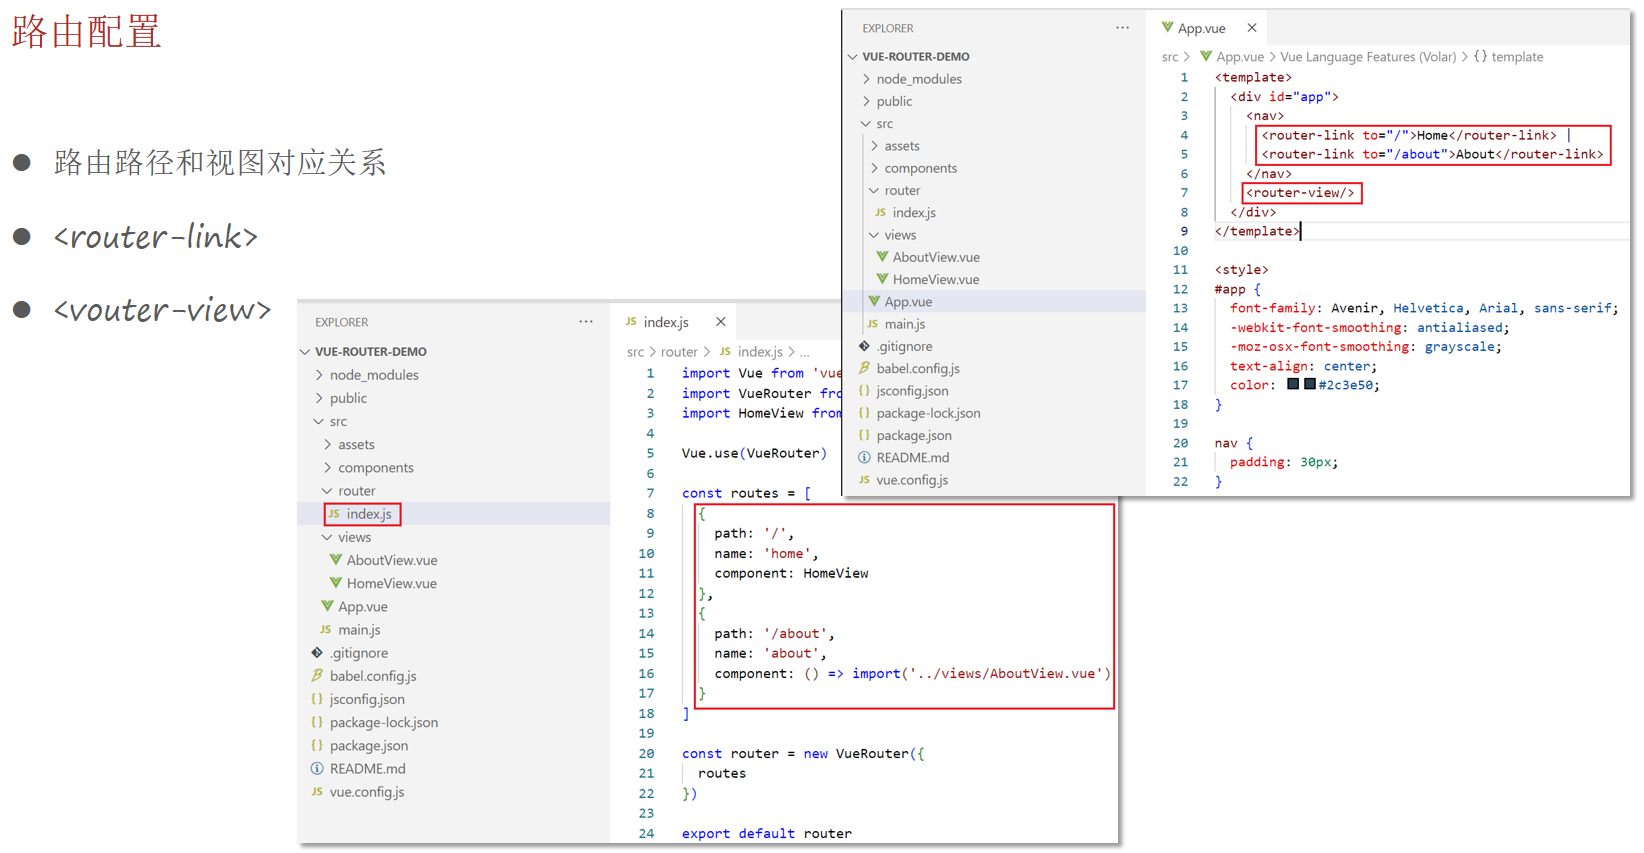 路由配置
路由路径和视图对应关系
<router-link>
<vouter-view>
EXPLORER
VUE-ROUTER-DEMO
node_modules
public
src
assets
components
router
JS index.js
views
AboutView.vue
HomeView.vue
App.vue
JS main.js
.gitignore
babel.config.js
{} jsconfig.json
{} package-lock.json
{} package.json
README.md
JS vue.config.js
JS index.js
src > router > JS index.js > ...
1 import Vue from 'vue
2 import VueRouter fro
3 import HomeView from
4
5 Vue.use(VueRouter)
6
7 const routes = [
8 {
9 path: '/',
10 name: 'home',
11 component: HomeView
12 },
13 {
14 path: '/about',
15 name: 'about',
16 component: () => import('../views/AboutView.vue')
17 }
18 ]
19
20 const router = new VueRouter({
21 routes
22 })
23
24 export default router
EXPLORER ...
VUE-ROUTER-DEMO
node_modules
public
src
assets
components
router
JS index.js
views
AboutView.vue
HomeView.vue
App.vue
JS main.js
.gitignore
babel.config.js
{} jsconfig.json
{} package-lock.json
{} package.json
README.md
JS vue.config.js
App.vue
src > App.vue > Vue Language Features (Volar) > {} template
1 <template>
2 <div id="app">
3 <nav>
4 <router-link to="/">Home</router-link> |
5 <router-link to="/about">About</router-link>
6 </nav>
7 <router-view/>
8 </div>
9 </template>
10
11 <style>
12 #app {
13 font-family: Avenir, Helvetica, Arial, sans-serif;
14 -webkit-font-smoothing: antialiased;
15 -moz-osx-font-smoothing: grayscale;
16 text-align: center;
17 color: #2c3e50;
18 }
19
20 nav {
21 padding: 30px;
22 }